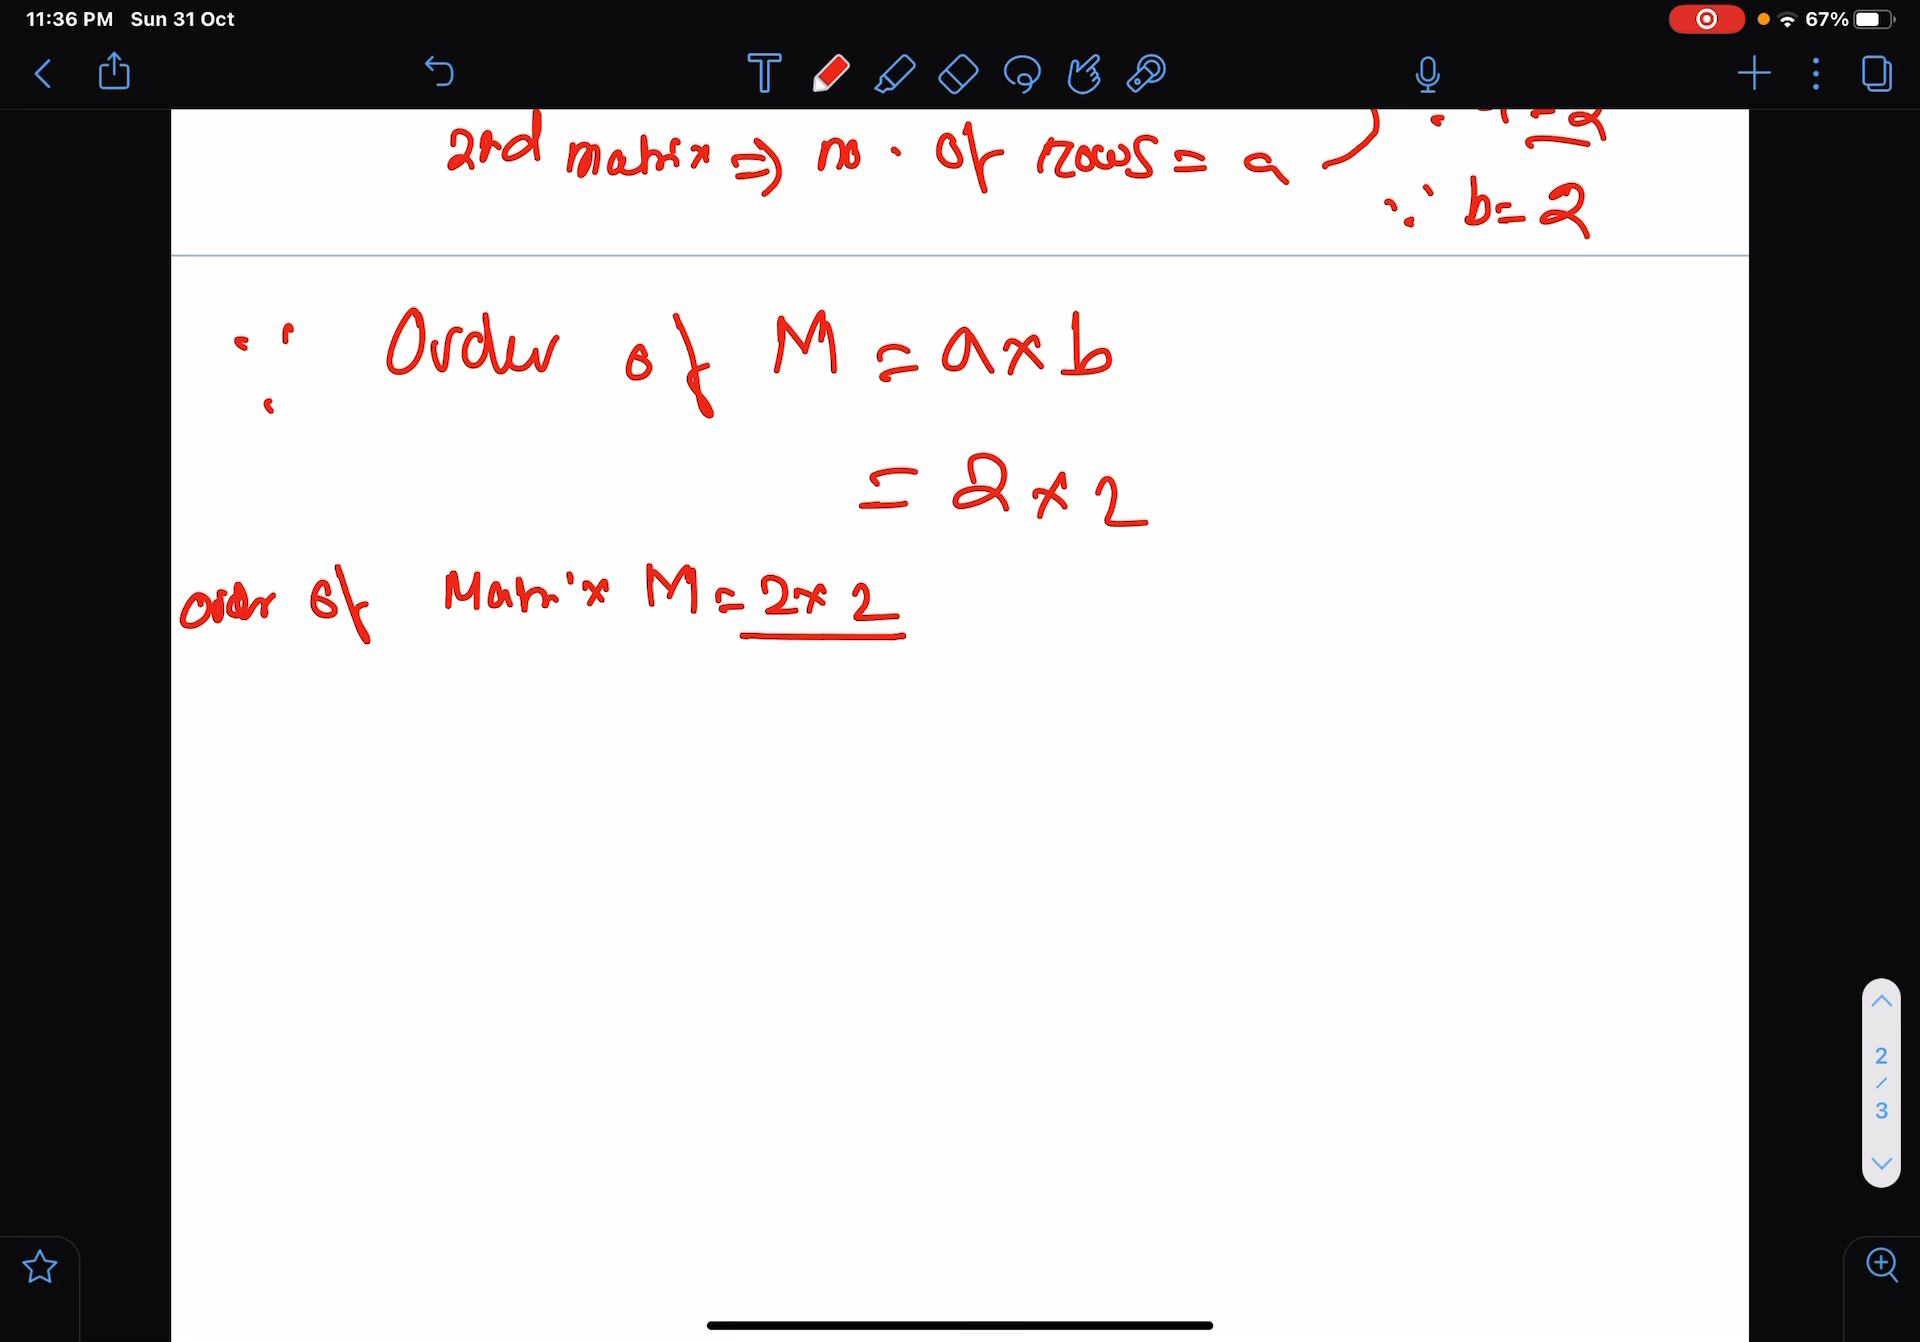 11:36 PM Sun 31 Oct
67%
2nd matrix ⇒ no. of rows = a
= 2
∵ b = 2
∵ Order of M = a × b
= 2 × 2
order of Matrix M = 2 × 2
2
/
3